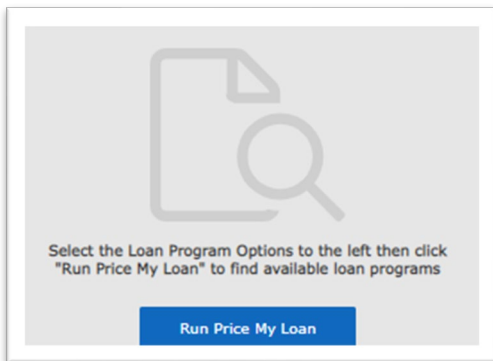 Select the Loan Program Options to the left then click
"Run Price My Loan" to find available loan programs
Run Price My Loan